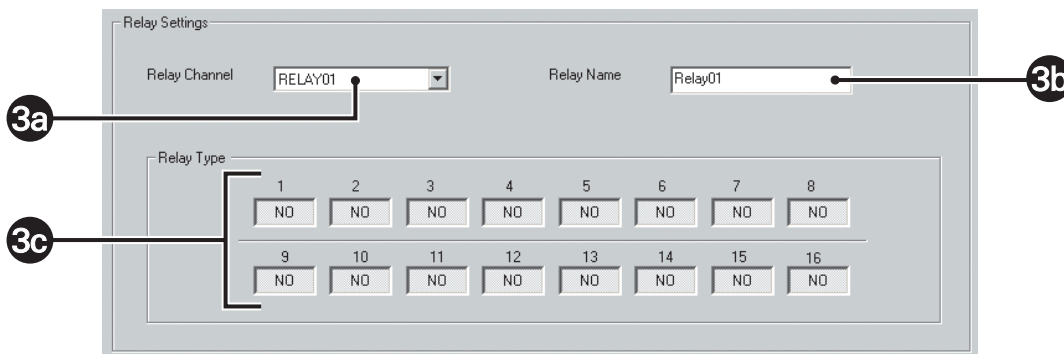 Relay Settings
Relay Channel RELAY01 Relay Name Relay01
3a 3b
Relay Type
1 2 3 4 5 6 7 8
NO NO NO NO NO NO NO NO
3c
9 10 11 12 13 14 15 16
NO NO NO NO NO NO NO NO